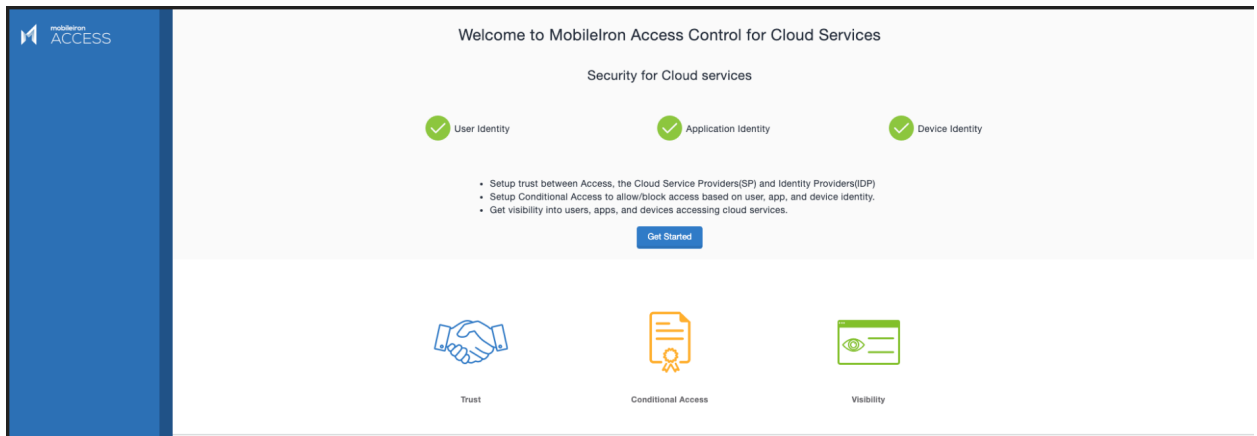 mobileiron
ACCESS
Welcome to MobileIron Access Control for Cloud Services
Security for Cloud services
User Identity
Application Identity
Device Identity
• Setup trust between Access, the Cloud Service Providers(SP) and Identity Providers(IDP)
• Setup Conditional Access to allow/block access based on user, app, and device identity.
• Get visibility into users, apps, and devices accessing cloud services.
Get Started
Trust
Conditional Access
Visibility